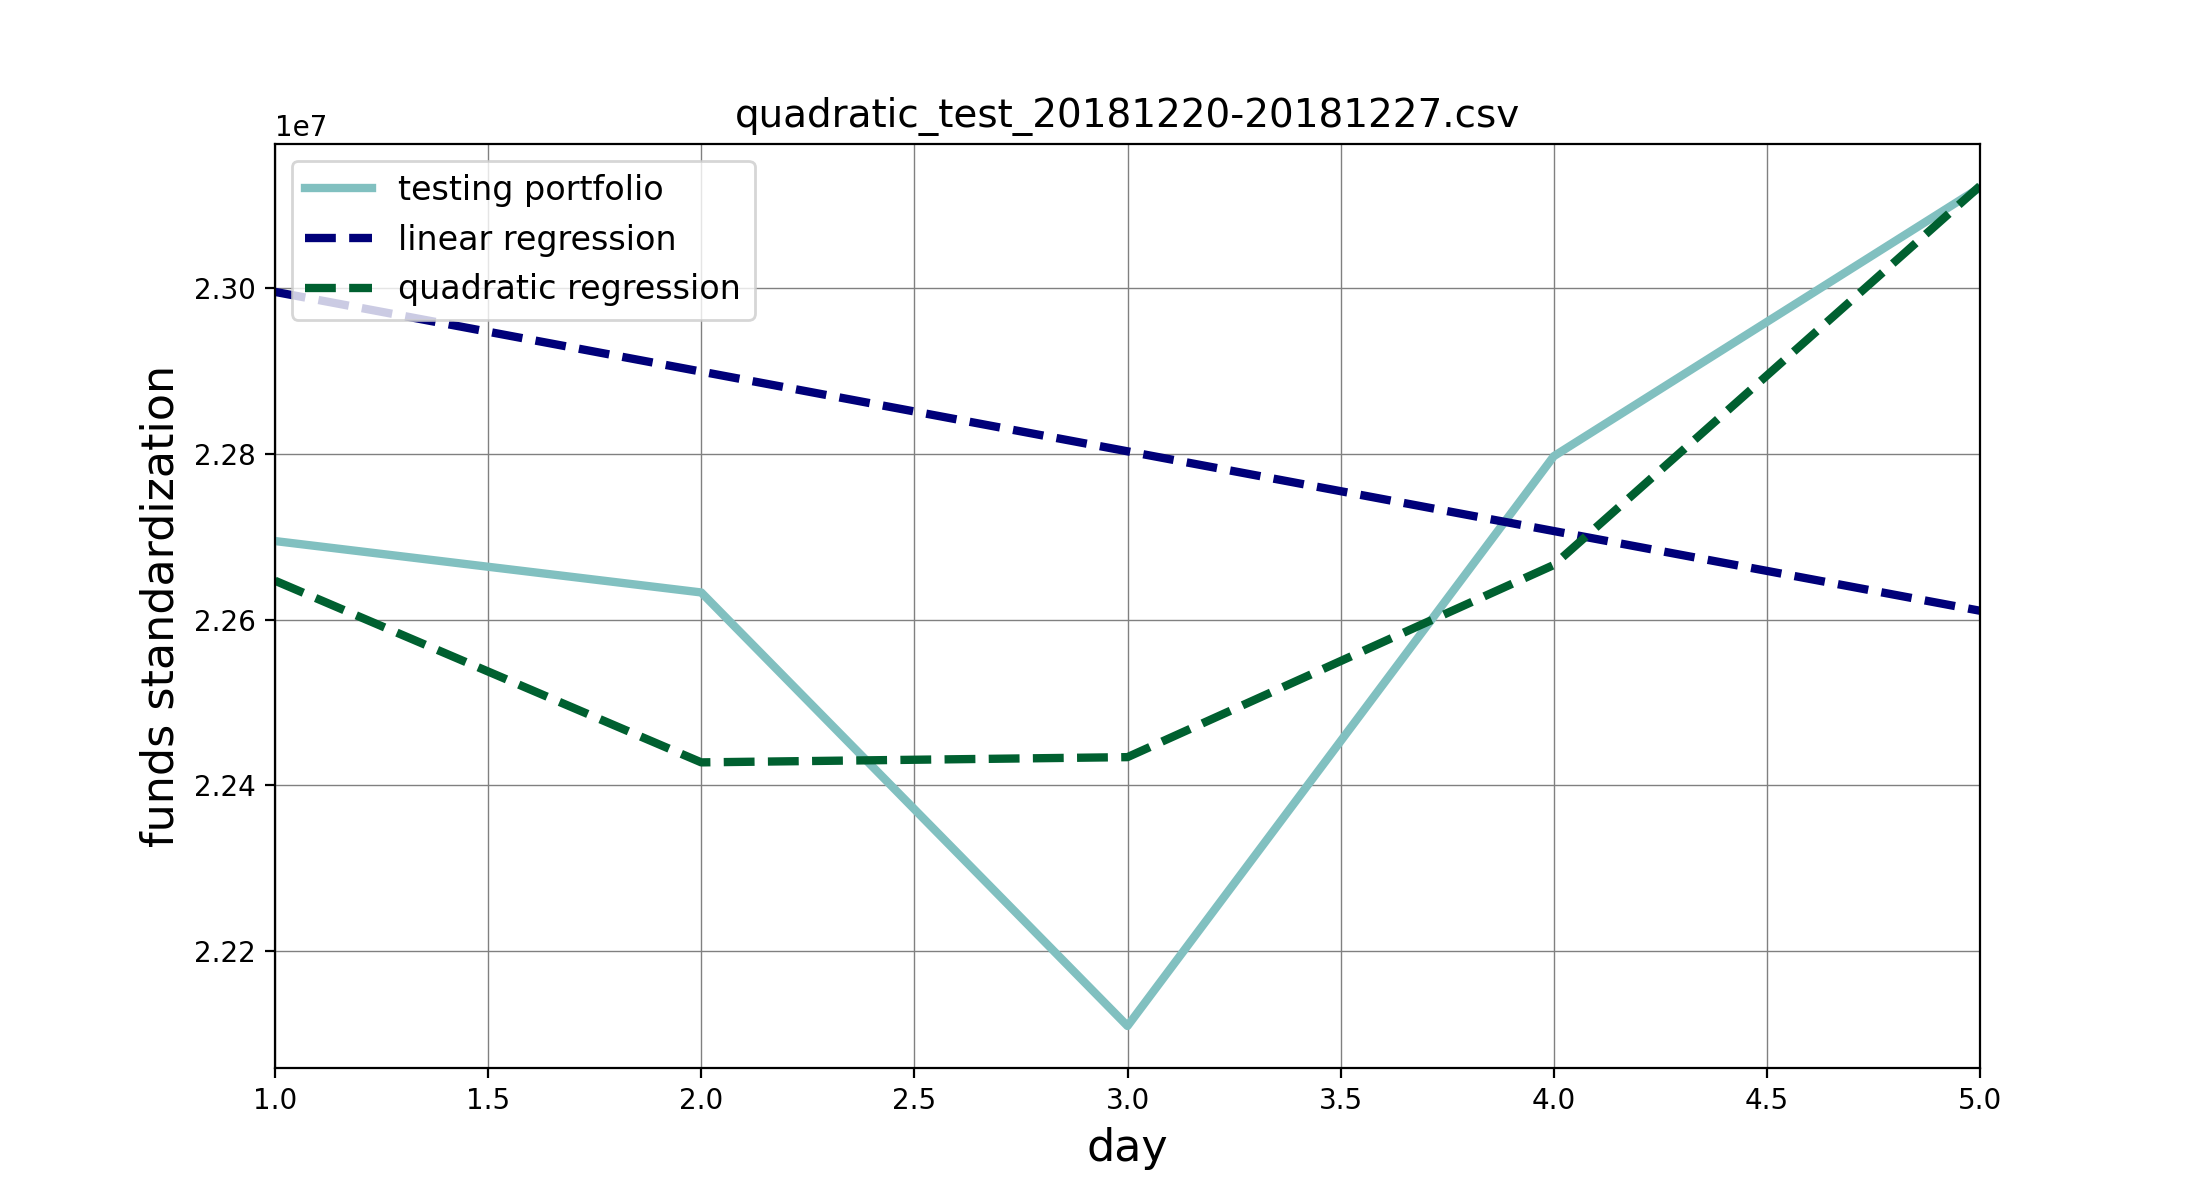 quadratic_test_20181220-20181227.csv
1e7
testing portfolio
linear regression
quadratic regression
2.30
2.28
2.26
2.24
2.22
funds standardization
1.0 1.5 2.0 2.5 3.0 3.5 4.0 4.5 5.0
day